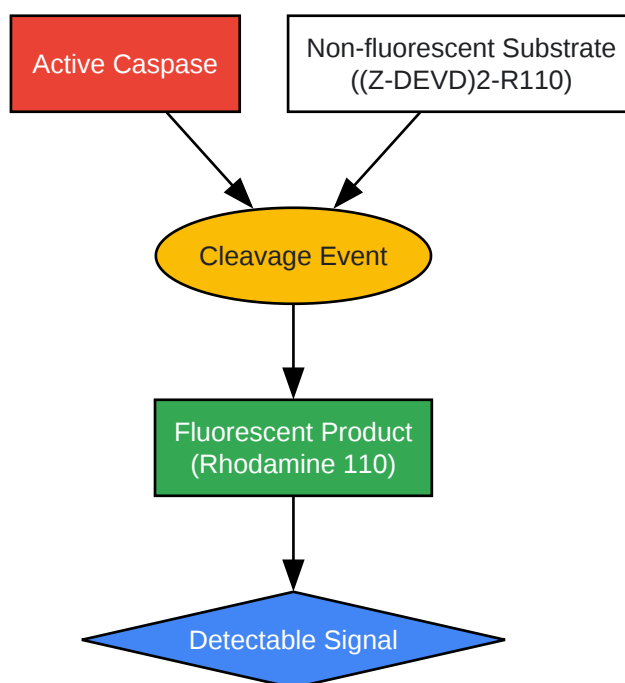 Active Caspase
Non-fluorescent Substrate
((Z-DEVD)2-R110)
Cleavage Event
Fluorescent Product
(Rhodamine 110)
Detectable Signal